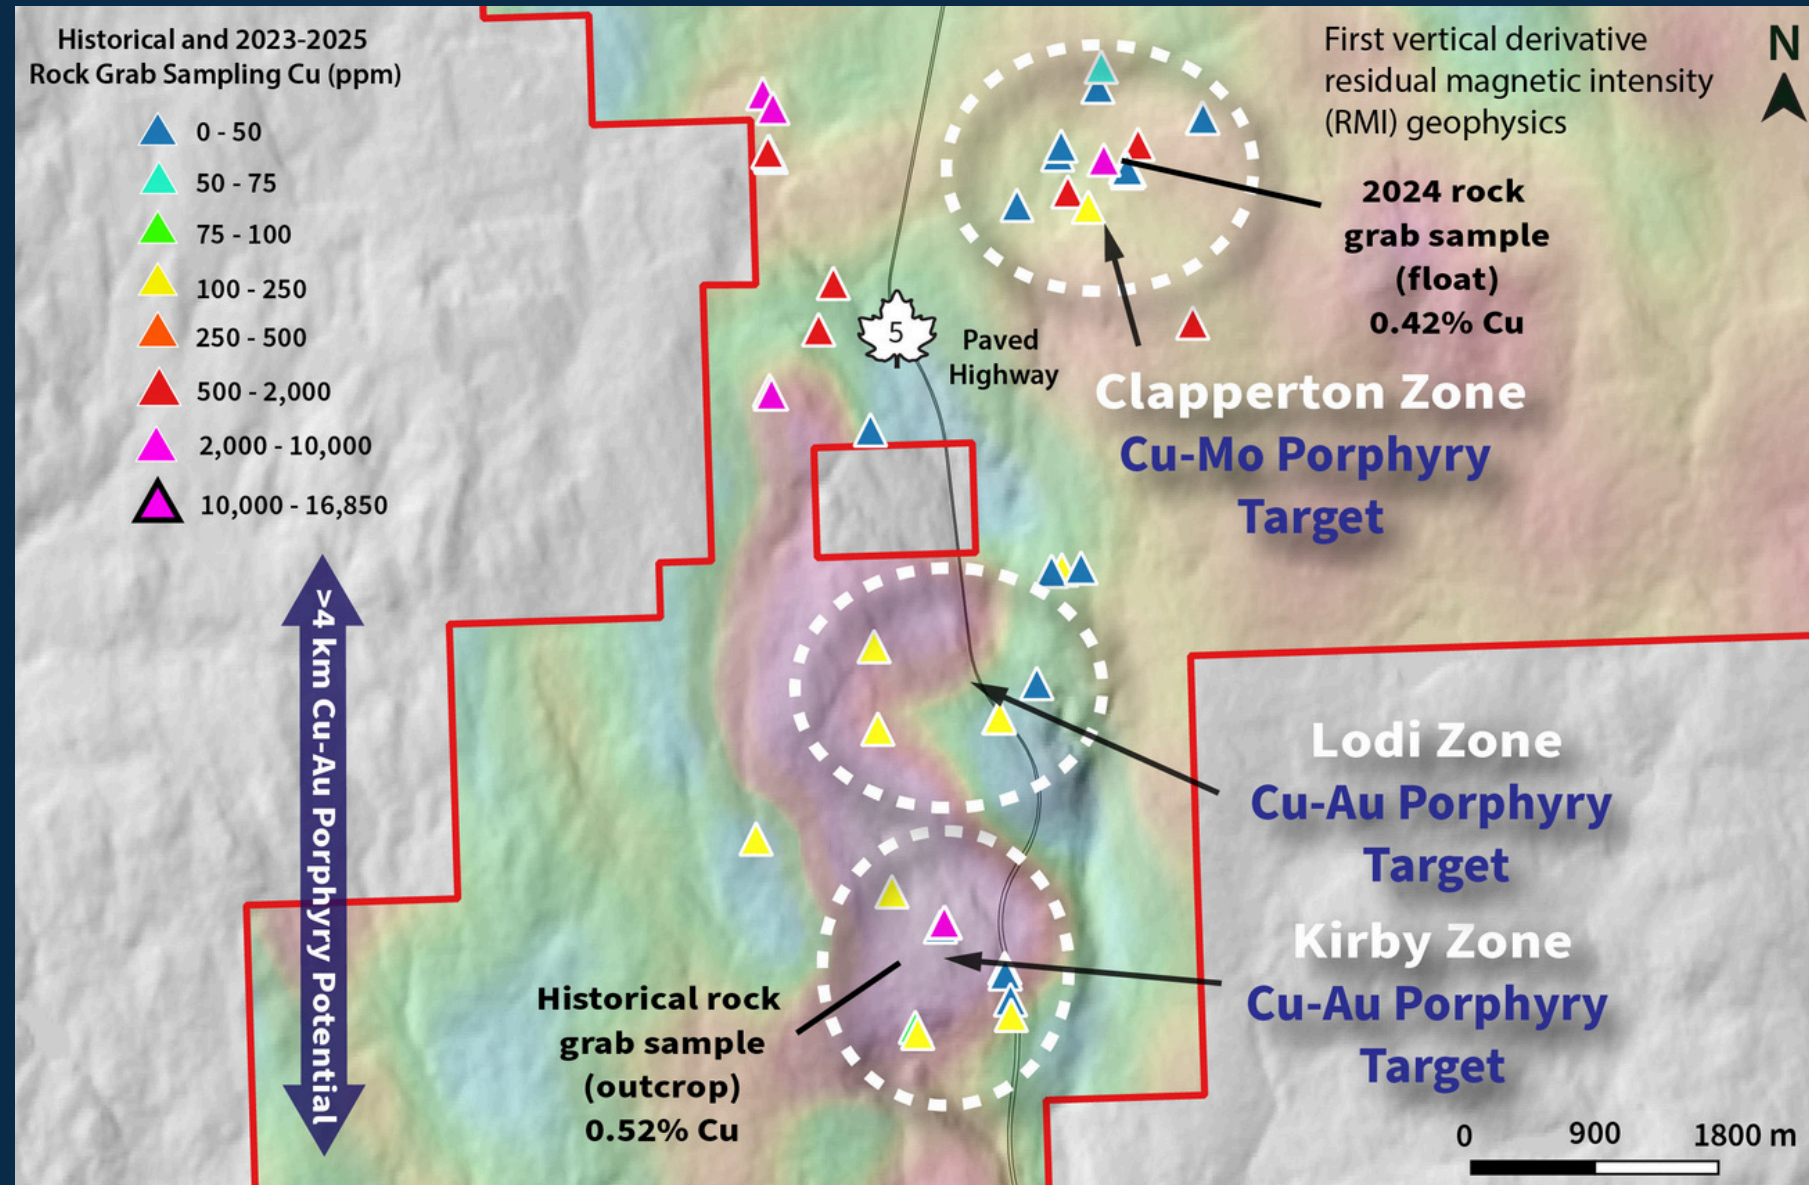 Historical and 2023-2025
Rock Grab Sampling Cu (ppm)
0 - 50
50 - 75
75 - 100
100 - 250
250 - 500
500 - 2,000
2,000 - 10,000
10,000 - 16,850
>4 km Cu-Au Porphyry Potential
First vertical derivative
residual magnetic intensity
(RMI) geophysics
N
2024 rock
grab sample
(float)
0.42% Cu
5
Paved
Highway
Clapperton Zone
Cu-Mo Porphyry
Target
Lodi Zone
Cu-Au Porphyry
Target
Kirby Zone
Cu-Au Porphyry
Target
Historical rock
grab sample
(outcrop)
0.52% Cu
0 900 1800 m